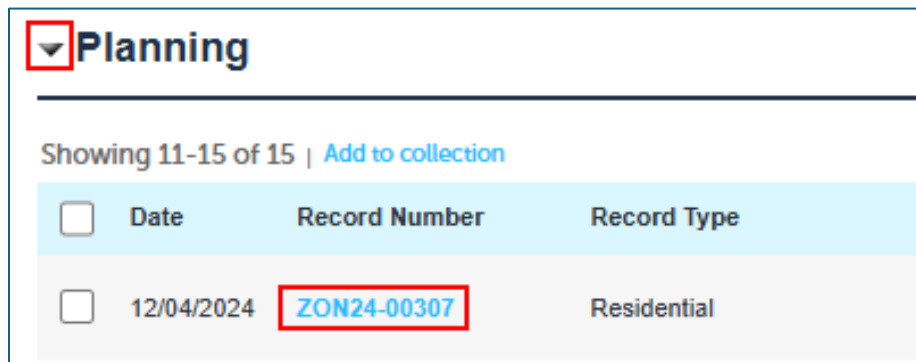 Planning
Showing 11-15 of 15 | Add to collection
Date Record Number Record Type
12/04/2024 ZON24-00307 Residential